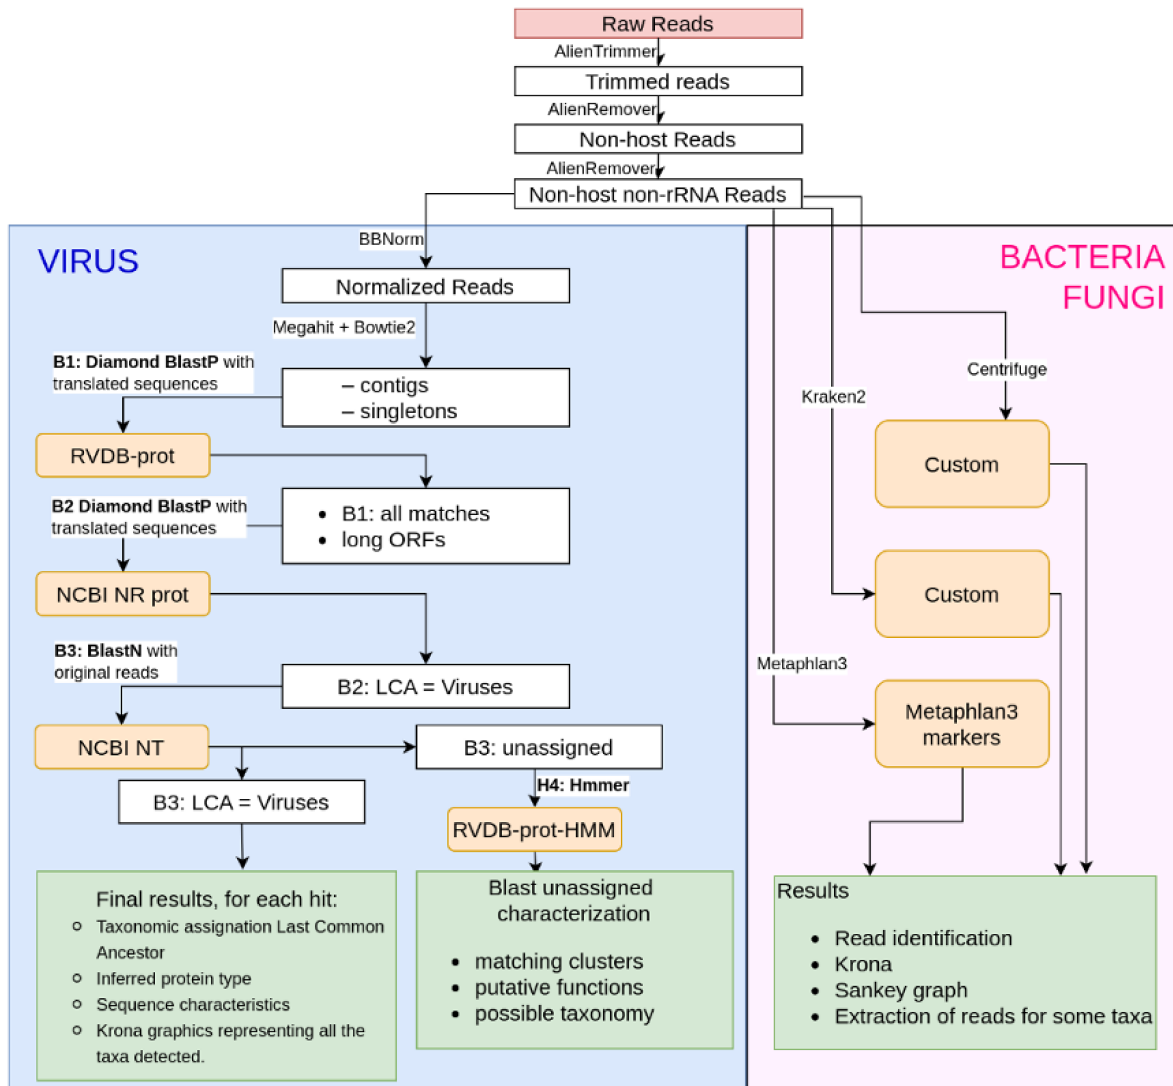 Raw Reads
AlienTrimmer
Trimmed reads
AlienRemover
Non-host Reads
AlienRemover
Non-host non-rRNA Reads
VIRUS
BBNorm
Normalized Reads
Megahit + Bowtie2
B1: Diamond BlastP with
translated sequences
– contigs
– singletons
RVDB-prot
B2 Diamond BlastP with
translated sequences
• B1: all matches
• long ORFs
NCBI NR prot
B3: BlastN with
original reads
B2: LCA = Viruses
NCBI NT
B3: unassigned
B3: LCA = Viruses
H4: Hmmer
RVDB-prot-HMM
Final results, for each hit:
○ Taxonomic assignation Last Common
Ancestor
○ Inferred protein type
○ Sequence characteristics
○ Krona graphics representing all the
taxa detected.
Blast unassigned
characterization
• matching clusters
• putative functions
• possible taxonomy
BACTERIA
FUNGI
Centrifuge
Kraken2
Custom
Custom
Metaphlan3
Metaphlan3
markers
Results
• Read identification
• Krona
• Sankey graph
• Extraction of reads for some taxa